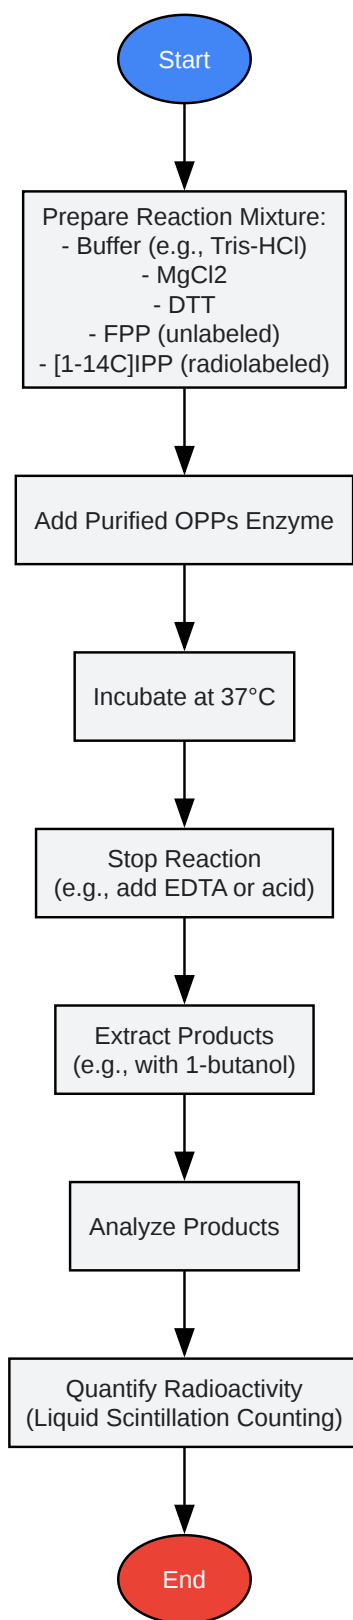 Start
Prepare Reaction Mixture:
- Buffer (e.g., Tris-HCl)
- MgCl2
- DTT
- FPP (unlabeled)
- [1-14C]IPP (radiolabeled)
Add Purified OPPs Enzyme
Incubate at 37°C
Stop Reaction
(e.g., add EDTA or acid)
Extract Products
(e.g., with 1-butanol)
Analyze Products
Quantify Radioactivity
(Liquid Scintillation Counting)
End